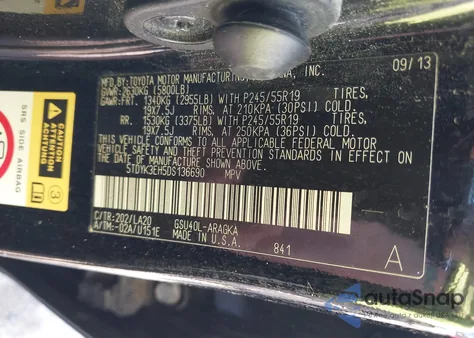 MFD. BY: TOYOTA MOTOR MANUFACTURING, INDIANA, INC. 09/13
GVWR: 2630KG (5800LB)
GAWR: FRT. 1340KG (2955LB) WITH P245/55R19 TIRES,
19X7.5J RIMS, AT 210KPA (30PSI) COLD.
RR. 1530KG (3375LB) WITH P245/55R19 TIRES,
19X7.5J RIMS, AT 250KPA (36PSI) COLD.
THIS VEHICLE CONFORMS TO ALL APPLICABLE FEDERAL MOTOR
VEHICLE SAFETY AND THEFT PREVENTION STANDARDS IN
EFFECT ON THE DATE OF MANUFACTURE SHOWN ABOVE.
5TDYK3EH5DS136690 MPV
C/TR:202/LA20 GSU40L-ARAGKA
A/TM:-02A/U151E MADE IN U.S.A. 841 A
SRS SIDE AIRBAG
CAUTION
3
autoSnap